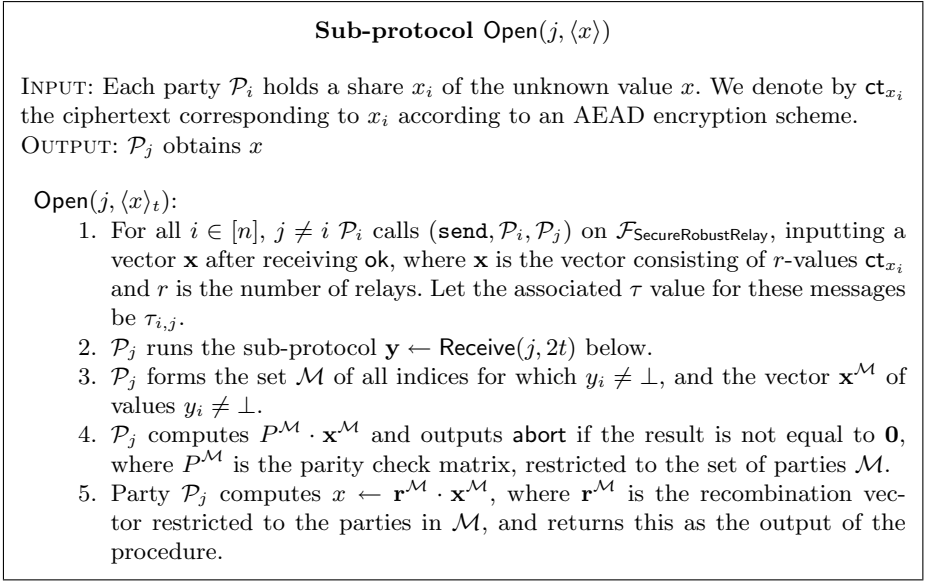 Sub-protocol Open(j, ⟨x⟩)
INPUT: Each party 𝒫ᵢ holds a share xᵢ of the unknown value x. We denote by ct_{xᵢ}
the ciphertext corresponding to xᵢ according to an AEAD encryption scheme.
OUTPUT: 𝒫ⱼ obtains x
Open(j, ⟨x⟩ₜ):
1. For all i ∈ [n], j ≠ i 𝒫ᵢ calls (send, 𝒫ᵢ, 𝒫ⱼ) on ℱ_{SecureRobustRelay}, inputting a
vector 𝐱 after receiving ok, where 𝐱 is the vector consisting of r-values ct_{xᵢ}
and r is the number of relays. Let the associated τ value for these messages
be τ_{i,j}.
2. 𝒫ⱼ runs the sub-protocol 𝐲 ← Receive(j, 2t) below.
3. 𝒫ⱼ forms the set ℳ of all indices for which yᵢ ≠ ⊥, and the vector 𝐱^ℳ of
values yᵢ ≠ ⊥.
4. 𝒫ⱼ computes P^ℳ · 𝐱^ℳ and outputs abort if the result is not equal to 𝟎,
where P^ℳ is the parity check matrix, restricted to the set of parties ℳ.
5. Party 𝒫ⱼ computes x ← 𝐫^ℳ · 𝐱^ℳ, where 𝐫^ℳ is the recombination vec-
tor restricted to the parties in ℳ, and returns this as the output of the
procedure.